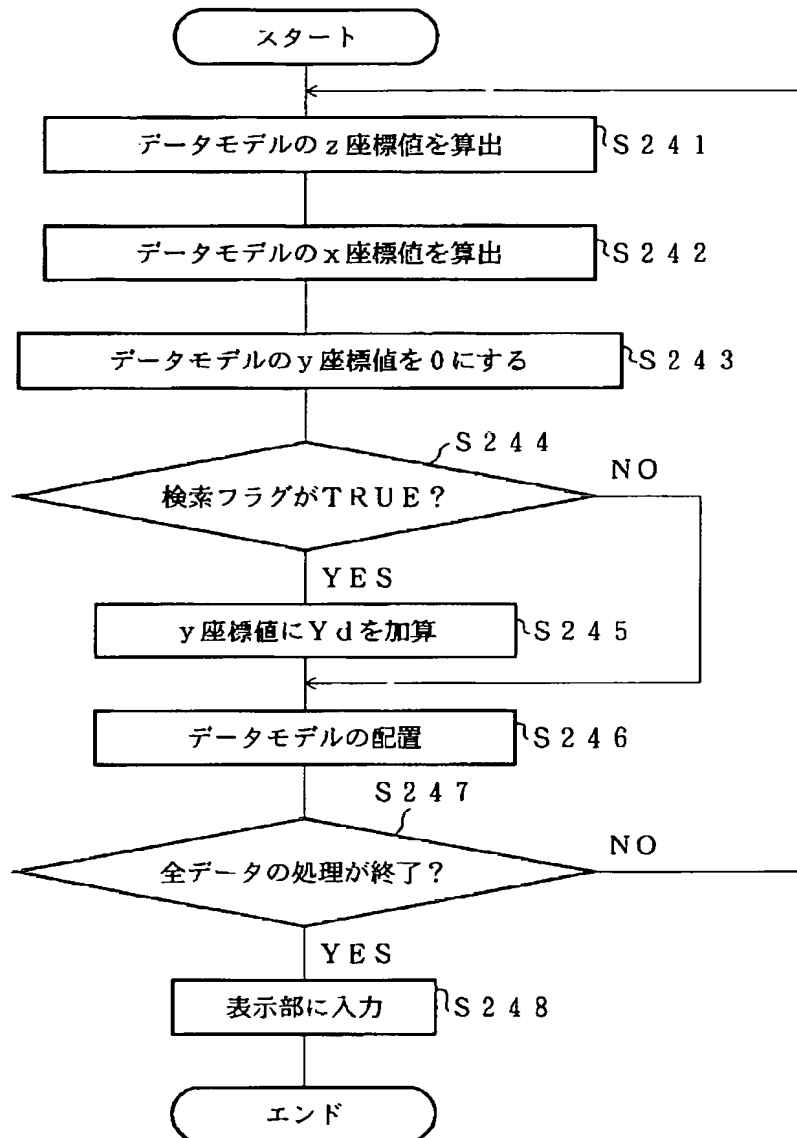 スタート
データモデルのz座標値を算出 S241
データモデルのx座標値を算出 S242
データモデルのy座標値を0にする S243
S244
検索フラグがTRUE?
NO
YES
y座標値にYdを加算 S245
データモデルの配置 S246
S247
全データの処理が終了?
NO
YES
表示部に入力 S248
エンド